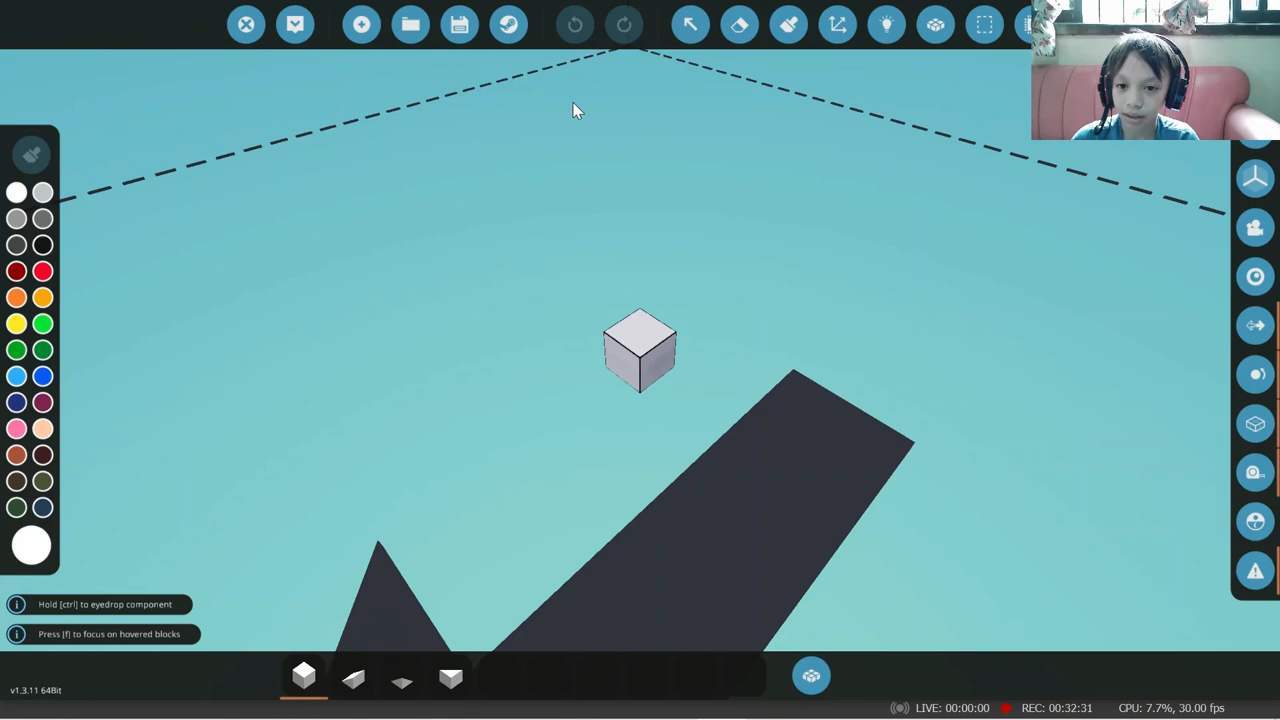 Hold [ctrl] to eyedrop component
Press [f] to focus on hovered blocks
v1.3.11 64Bit
LIVE: 00:00:00
REC: 00:32:31
CPU: 7.7%, 30.00 fps